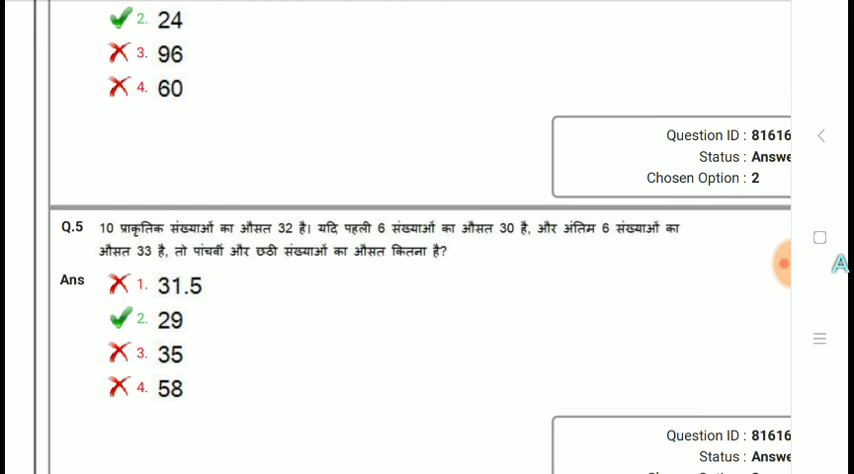 2. 24
3. 96
4. 60
Question ID : 81616
Status : Answe
Chosen Option : 2
Q.5 10 प्राकृतिक संख्याओं का औसत 32 है। यदि पहली 6 संख्याओं का औसत 30 है, और अंतिम 6 संख्याओं का
औसत 33 है, तो पांचवीं और छठी संख्याओं का औसत कितना है?
Ans 1. 31.5
2. 29
3. 35
4. 58
Question ID : 81616
Status : Answe
A